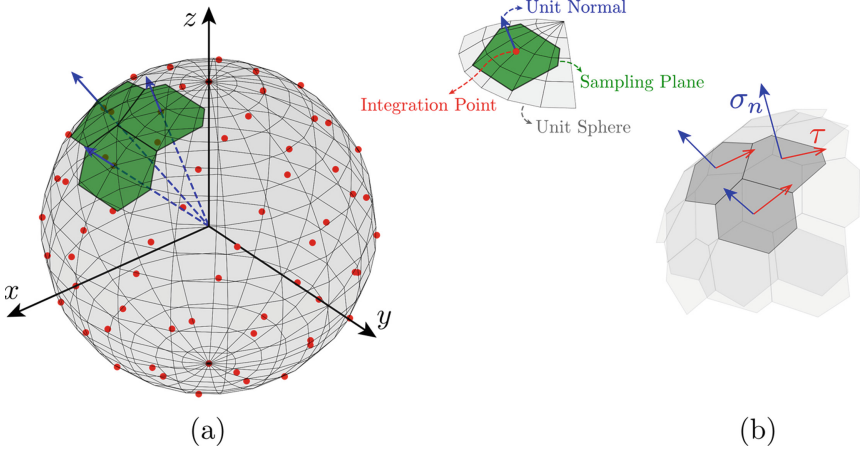 z
Unit Normal
Sampling Plane
Integration Point
Unit Sphere
σₙ
τ
x
y
(a)
(b)